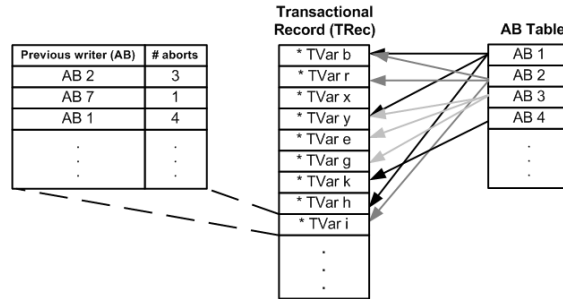 Transactional
Record (TRec)
AB Table
Previous writer (AB) # aborts
AB 2 3
AB 7 1
AB 1 4
* TVar b
* TVar r
* TVar x
* TVar y
* TVar e
* TVar g
* TVar k
* TVar h
* TVar i
AB 1
AB 2
AB 3
AB 4